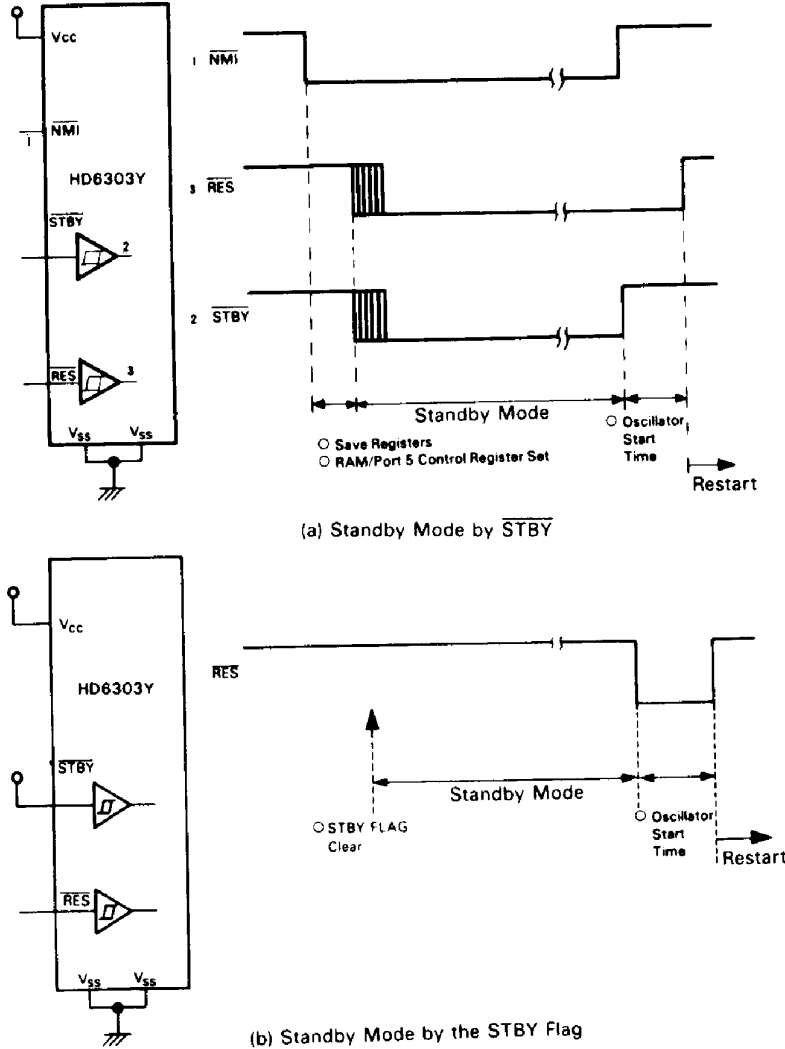 Vcc
1 NMI
NMI
1
HD6303Y
3 RES
STBY
2
2 STBY
RES
3
Standby Mode
○ Oscillator
Start
Time
Vss Vss
○ Save Registers
○ RAM/Port 5 Control Register Set
Restart
(a) Standby Mode by STBY
Vcc
RES
HD6303Y
STBY
Standby Mode
○ STBY FLAG
Clear
○ Oscillator
Start
Time
Restart
RES
Vss Vss
(b) Standby Mode by the STBY Flag